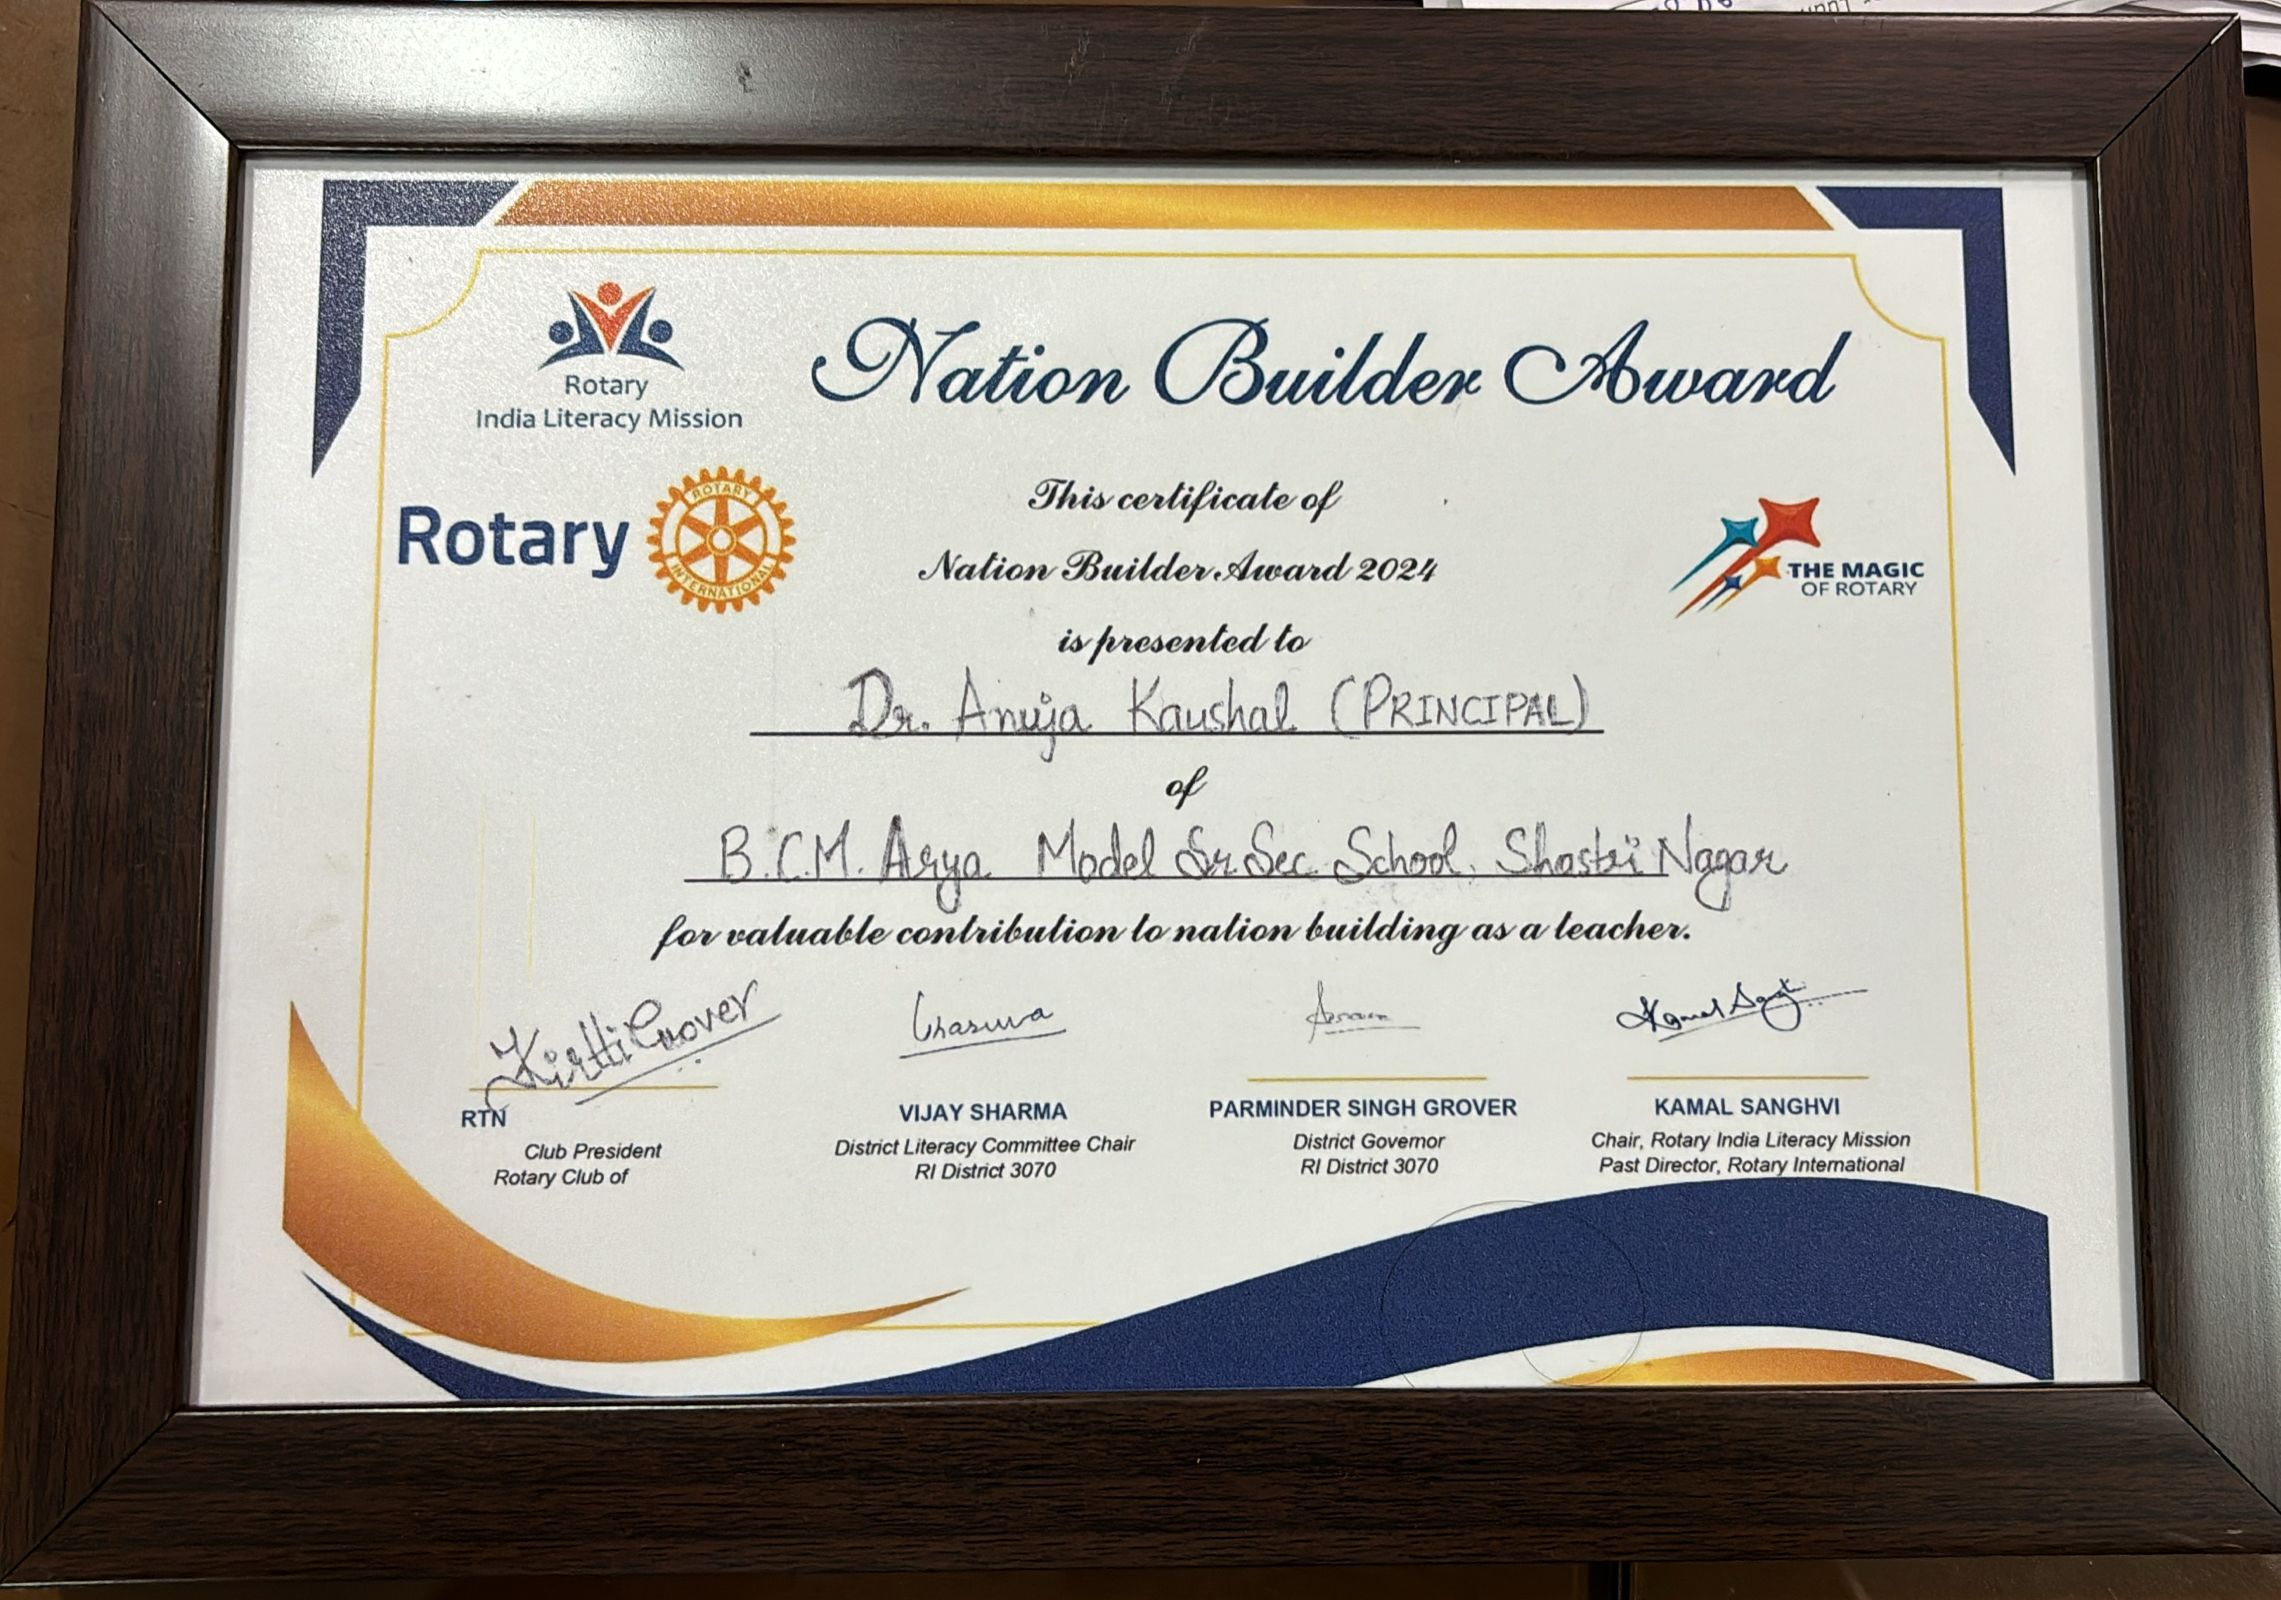 Rotary
India Literacy Mission
Nation Builder Award
Rotary
ROTARY
INTERNATIONAL
THE MAGIC
OF ROTARY
This certificate of
Nation Builder Award 2024
is presented to
Dr. Anuja Kaushal (PRINCIPAL)
of
B.C.M. Arya Model Sr. Sec. School, Shastri Nagar
for valuable contribution to nation building as a teacher.
Kirtti Grover
RTN
Club President
Rotary Club of
VIJAY SHARMA
District Literacy Committee Chair
RI District 3070
PARMINDER SINGH GROVER
District Governor
RI District 3070
KAMAL SANGHVI
Chair, Rotary India Literacy Mission
Past Director, Rotary International